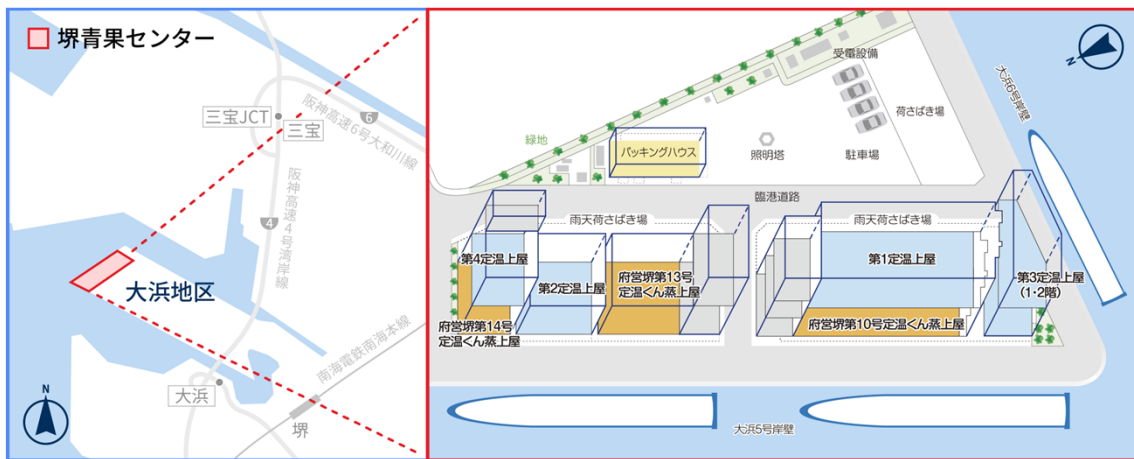 堺青果センター
三宝JCT
三宝
阪神高速6号大和川線
6
阪神高速4号湾岸線
4
大浜地区
南海電鉄南海本線
大浜
堺
N
N
大浜6号岸壁
受電設備
荷さばき場
緑地
パッキングハウス
照明塔
駐車場
臨港道路
雨天荷さばき場
雨天荷さばき場
第4定温上屋
第2定温上屋
府営堺第13号
定温くん蒸上屋
第1定温上屋
第3定温上屋
(1・2階)
府営堺第14号
定温くん蒸上屋
府営堺第10号定温くん蒸上屋
大浜5号岸壁